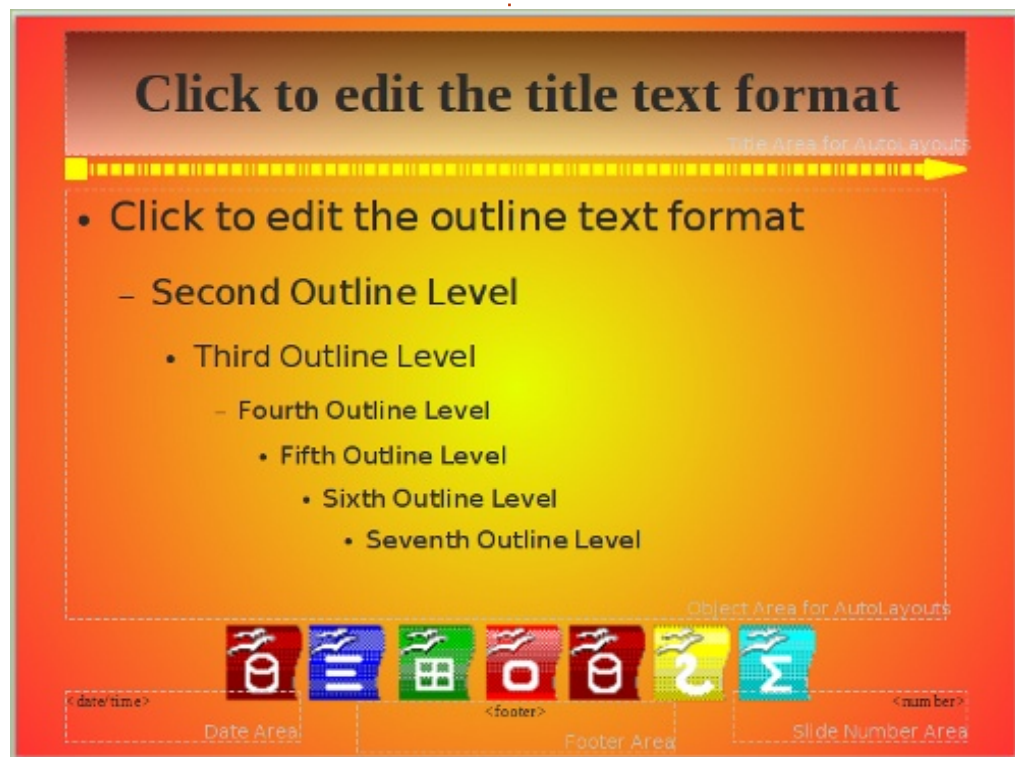 Click to edit the title text format
Title Area for AutoLayouts
• Click to edit the outline text format
– Second Outline Level
• Third Outline Level
– Fourth Outline Level
• Fifth Outline Level
• Sixth Outline Level
• Seventh Outline Level
Object Area for AutoLayouts
<date/time>
Date Area
<footer>
Footer Area
<number>
Slide Number Area